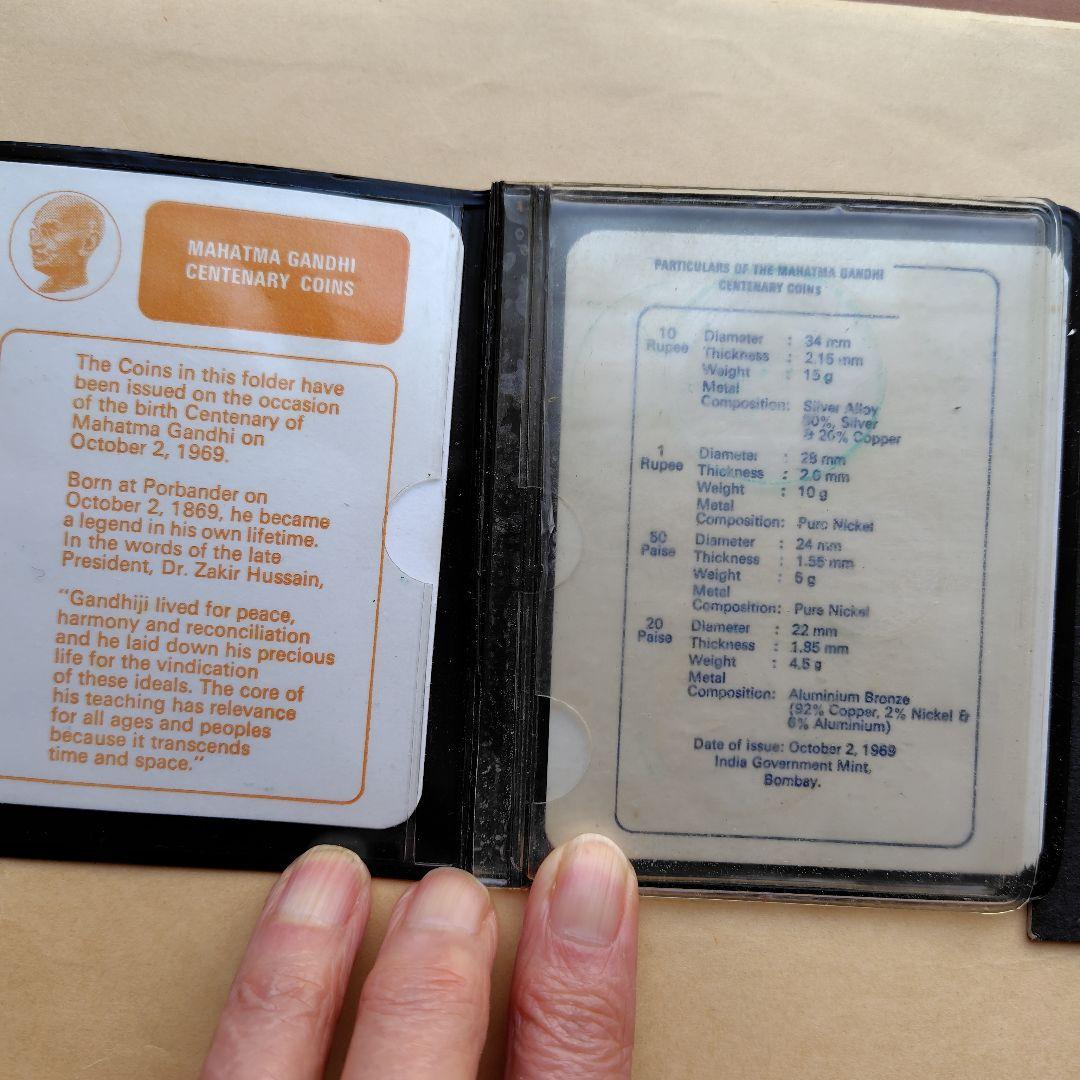 MAHATMA GANDHI
CENTENARY COINS
The Coins in this folder have
been issued on the occasion
of the birth Centenary of
Mahatma Gandhi on
October 2, 1969.
Born at Porbander on
October 2, 1869, he became
a legend in his own lifetime.
In the words of the late
President, Dr. Zakir Hussain,
“Gandhiji lived for peace,
harmony and reconciliation
and he laid down his precious
life for the vindication
of these ideals. The core of
his teaching has relevance
for all ages and peoples
because it transcends
time and space.”
PARTICULARS OF THE MAHATMA GANDHI
CENTENARY COINS
10 Rupee
Diameter : 34 mm
Thickness : 2.15 mm
Weight : 15 g
Metal
Composition: Silver Alloy
80%, Silver
& 20% Copper
1 Rupee
Diameter : 28 mm
Thickness : 2.0 mm
Weight : 10 g
Metal
Composition: Pure Nickel
50 Paise
Diameter : 24 mm
Thickness : 1.55 mm
Weight : 5 g
Metal
Composition: Pure Nickel
20 Paise
Diameter : 22 mm
Thickness : 1.85 mm
Weight : 4.5 g
Metal
Composition: Aluminium Bronze
(92% Copper, 2% Nickel &
6% Aluminium)
Date of issue: October 2, 1969
India Government Mint,
Bombay.